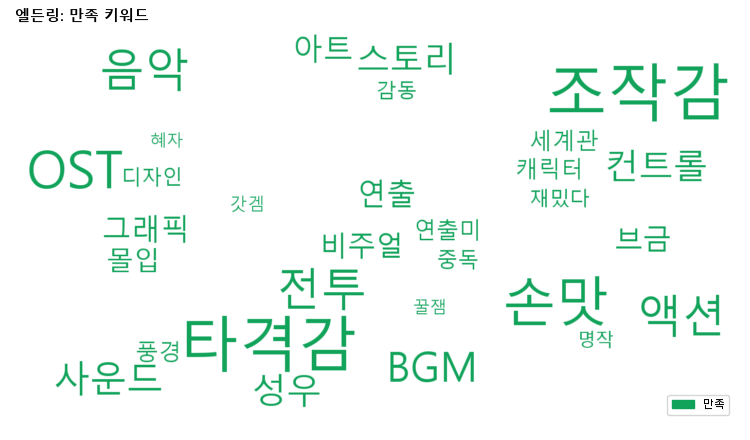 엘든링: 만족 키워드
아트
스토리
음악
감동
조작감
혜자
세계관
OST
디자인
캐릭터
컨트롤
갓겜
연출
재밌다
그래픽
연출미
브금
몰입
비주얼
중독
전투
손맛
꿀잼
액션
타격감
명작
풍경
사운드
성우
BGM
만족